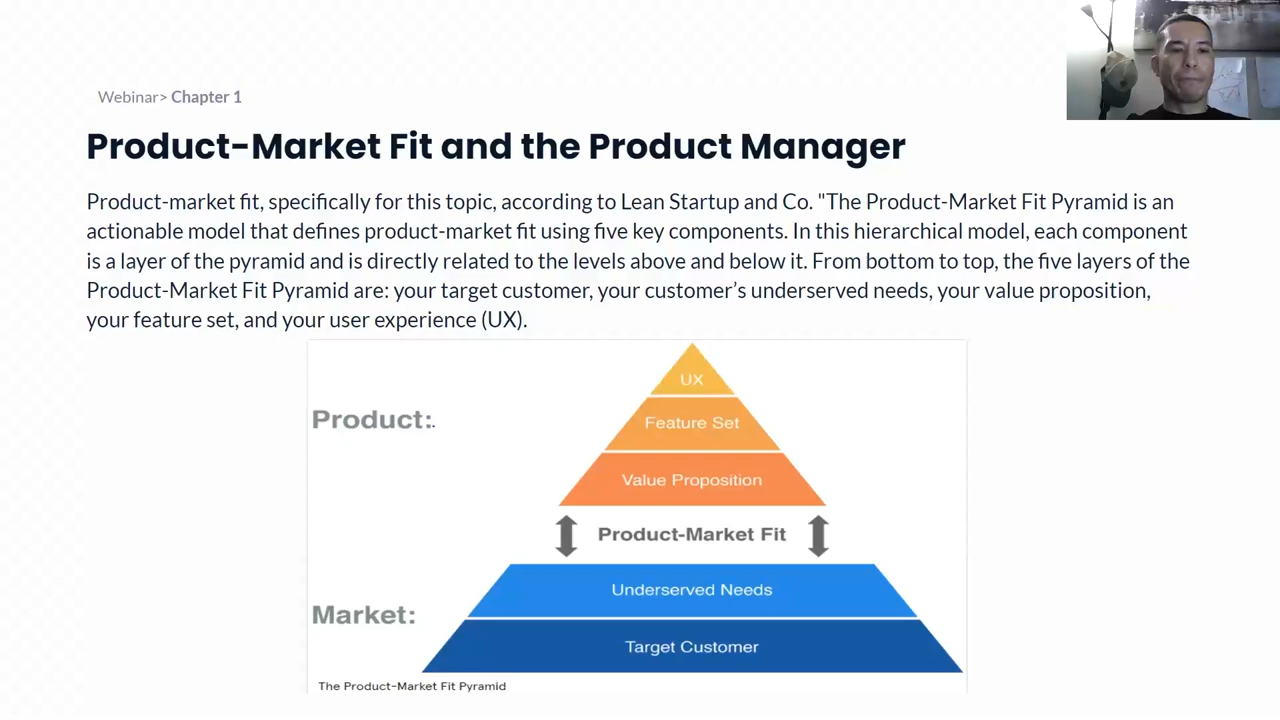 Webinar> Chapter 1
Product-Market Fit and the Product Manager
Product-market fit, specifically for this topic, according to Lean Startup and Co. "The Product-Market Fit Pyramid is an
actionable model that defines product-market fit using five key components. In this hierarchical model, each component
is a layer of the pyramid and is directly related to the levels above and below it. From bottom to top, the five layers of the
Product-Market Fit Pyramid are: your target customer, your customer’s underserved needs, your value proposition,
your feature set, and your user experience (UX).
UX
Product:.
Feature Set
Value Proposition
Product-Market Fit
Underserved Needs
Market:
Target Customer
The Product-Market Fit Pyramid